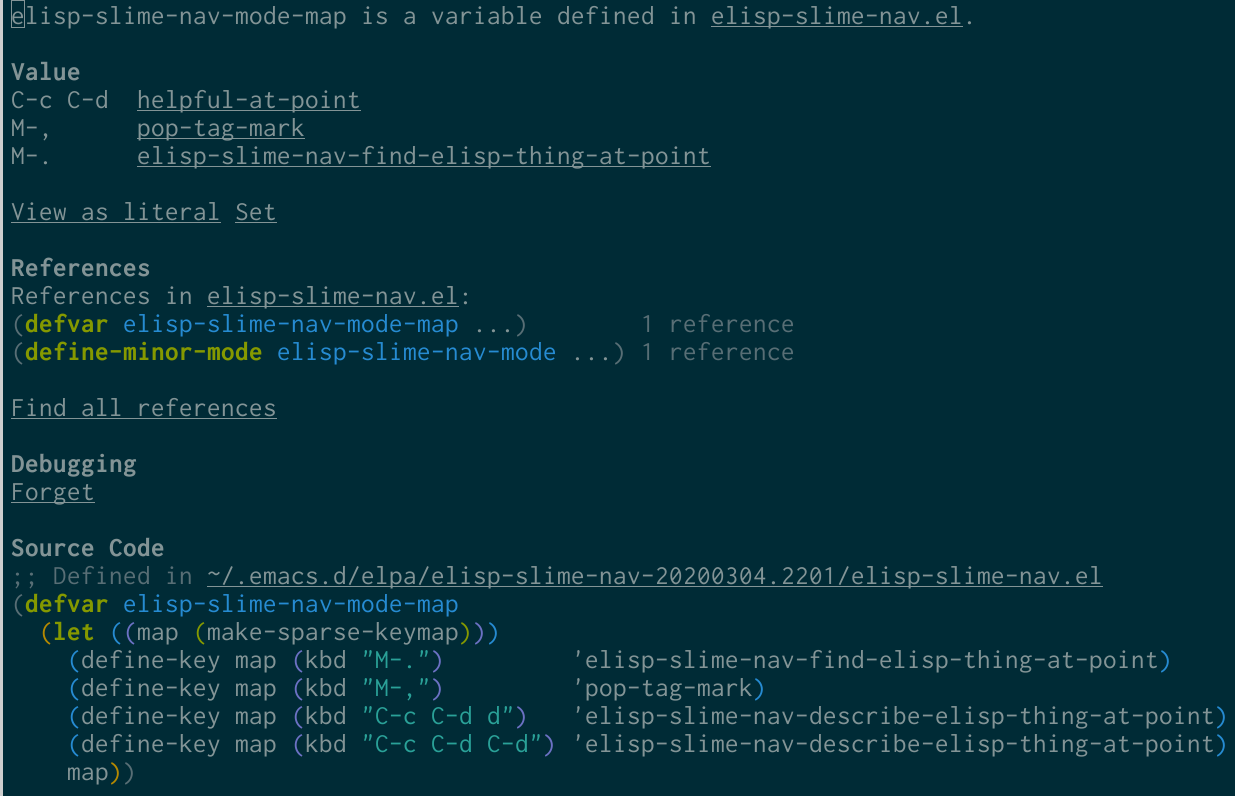 elisp-slime-nav-mode-map is a variable defined in elisp-slime-nav.el.
Value
C-c C-d  helpful-at-point
M-,      pop-tag-mark
M-.      elisp-slime-nav-find-elisp-thing-at-point
View as literal Set
References
References in elisp-slime-nav.el:
(defvar elisp-slime-nav-mode-map ...)        1 reference
(define-minor-mode elisp-slime-nav-mode ...) 1 reference
Find all references
Debugging
Forget
Source Code
;; Defined in ~/.emacs.d/elpa/elisp-slime-nav-20200304.2201/elisp-slime-nav.el
(defvar elisp-slime-nav-mode-map
  (let ((map (make-sparse-keymap)))
    (define-key map (kbd "M-.")         'elisp-slime-nav-find-elisp-thing-at-point)
    (define-key map (kbd "M-,")         'pop-tag-mark)
    (define-key map (kbd "C-c C-d d")   'elisp-slime-nav-describe-elisp-thing-at-point)
    (define-key map (kbd "C-c C-d C-d") 'elisp-slime-nav-describe-elisp-thing-at-point)
    map))